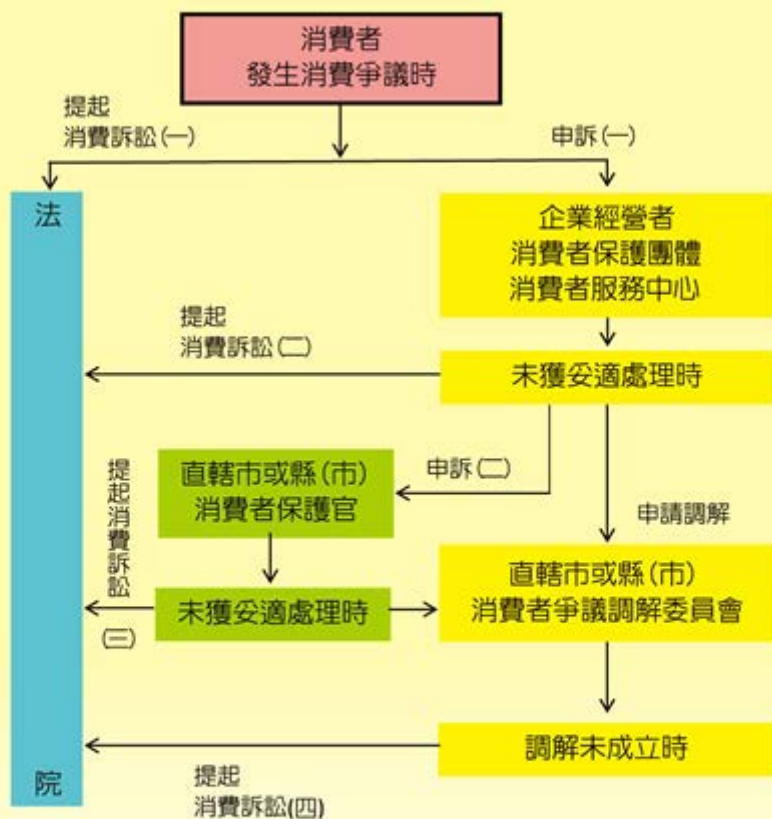 消費者
發生消費爭議時
提起
消費訴訟(一)
申訴(一)
法
院
企業經營者
消費者保護團體
消費者服務中心
提起
消費訴訟(二)
未獲妥適處理時
直轄市或縣(市)
消費者保護官
申訴(二)
申請調解
提起消費訴訟
(三)
未獲妥適處理時
直轄市或縣(市)
消費者爭議調解委員會
調解未成立時
提起
消費訴訟(四)